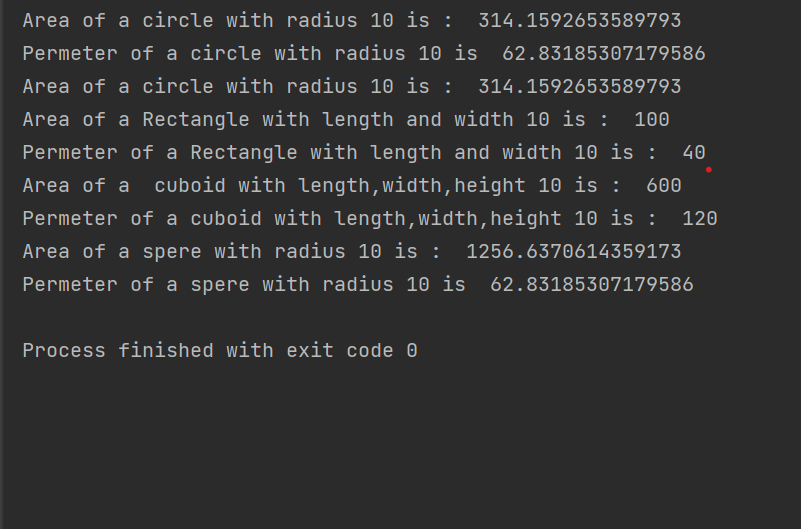 Area of a circle with radius 10 is :  314.1592653589793
Permeter of a circle with radius 10 is  62.83185307179586
Area of a circle with radius 10 is :  314.1592653589793
Area of a Rectangle with length and width 10 is :  100
Permeter of a Rectangle with length and width 10 is :  40
Area of a  cuboid with length,width,height 10 is :  600
Permeter of a cuboid with length,width,height 10 is :  120
Area of a spere with radius 10 is :  1256.6370614359173
Permeter of a spere with radius 10 is  62.83185307179586
Process finished with exit code 0